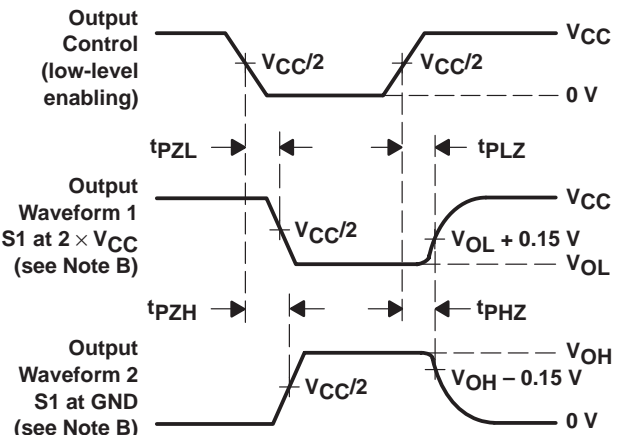 Output
Control
(low-level
enabling)
VCC/2
VCC/2
VCC
0 V
tPZL
tPLZ
Output
Waveform 1
S1 at 2 × VCC
(see Note B)
VCC/2
VCC
VOL + 0.15 V
VOL
tPZH
tPHZ
Output
Waveform 2
S1 at GND
(see Note B)
VCC/2
VOH
VOH – 0.15 V
0 V